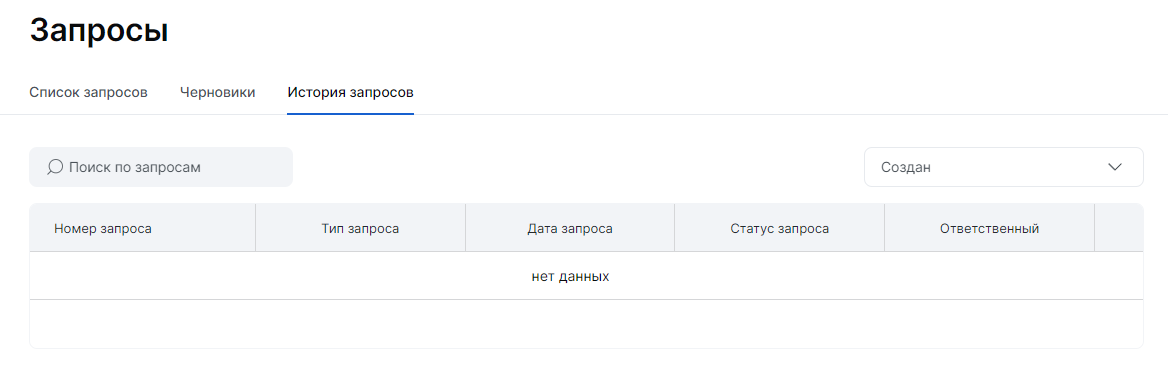 Запросы
Список запросов Черновики История запросов
Поиск по запросам Создан
Номер запроса Тип запроса Дата запроса Статус запроса Ответственный
нет данных